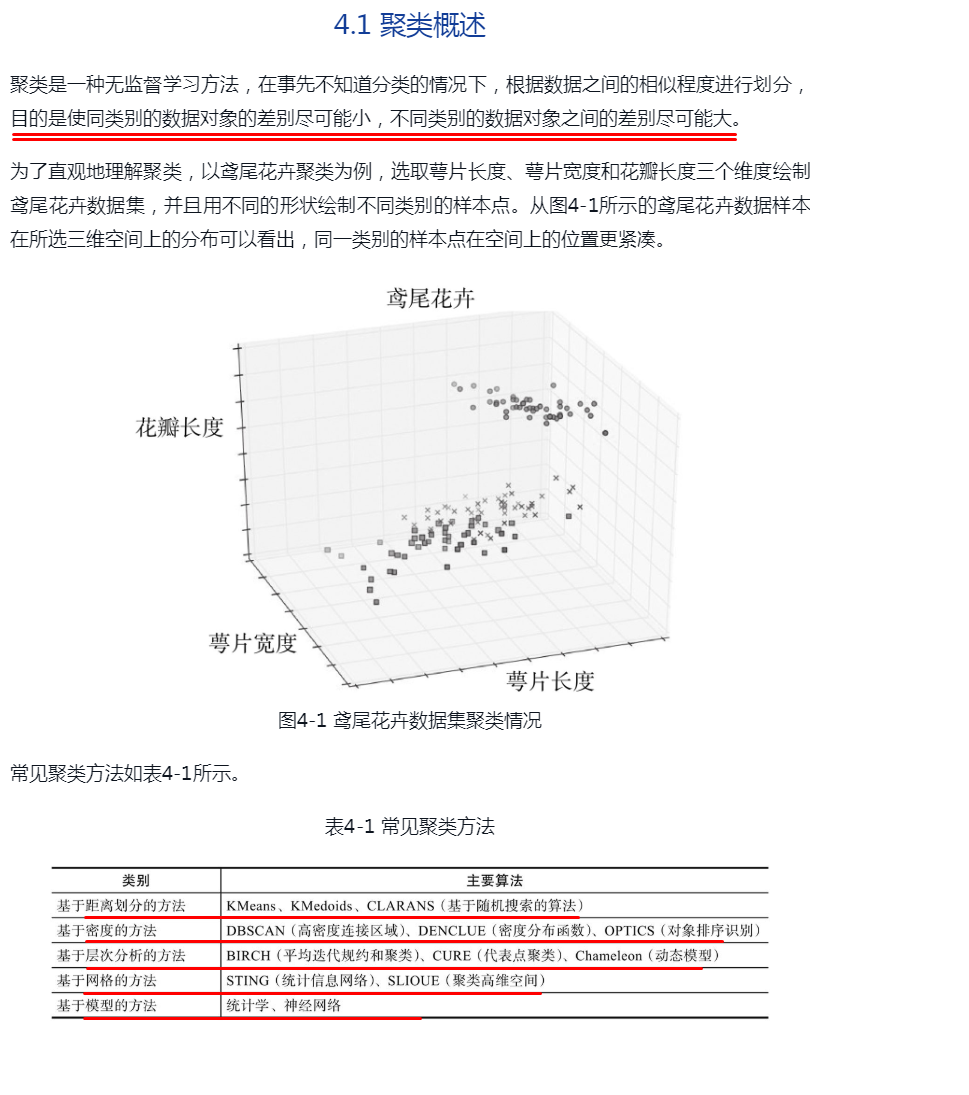 4.1 聚类概述
聚类是一种无监督学习方法，在事先不知道分类的情况下，根据数据之间的相似程度进行划分，
目的是使同类别的数据对象的差别尽可能小，不同类别的数据对象之间的差别尽可能大。
为了直观地理解聚类，以鸢尾花卉聚类为例，选取萼片长度、萼片宽度和花瓣长度三个维度绘制
鸢尾花卉数据集，并且用不同的形状绘制不同类别的样本点。从图4-1所示的鸢尾花卉数据样本
在所选三维空间上的分布可以看出，同一类别的样本点在空间上的位置更紧凑。
鸢尾花卉
花瓣长度
萼片宽度
萼片长度
图4-1 鸢尾花卉数据集聚类情况
常见聚类方法如表4-1所示。
表4-1 常见聚类方法
类别 主要算法
基于距离划分的方法 KMeans、KMedoids、CLARANS（基于随机搜索的算法）
基于密度的方法 DBSCAN（高密度连接区域）、DENCLUE（密度分布函数）、OPTICS（对象排序识别）
基于层次分析的方法 BIRCH（平均迭代规约和聚类）、CURE（代表点聚类）、Chameleon（动态模型）
基于网格的方法 STING（统计信息网络）、SLIOUE（聚类高维空间）
基于模型的方法 统计学、神经网络